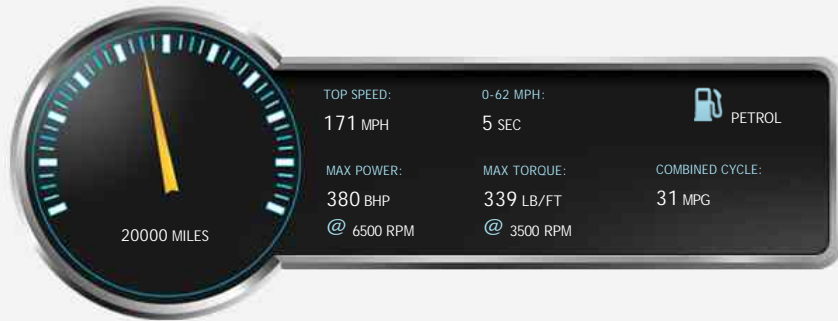 TOP SPEED:
171 MPH
0-62 MPH:
5 SEC
PETROL
MAX POWER:
380 BHP
@ 6500 RPM
MAX TORQUE:
339 LB/FT
@ 3500 RPM
COMBINED CYCLE:
31 MPG
20000 MILES